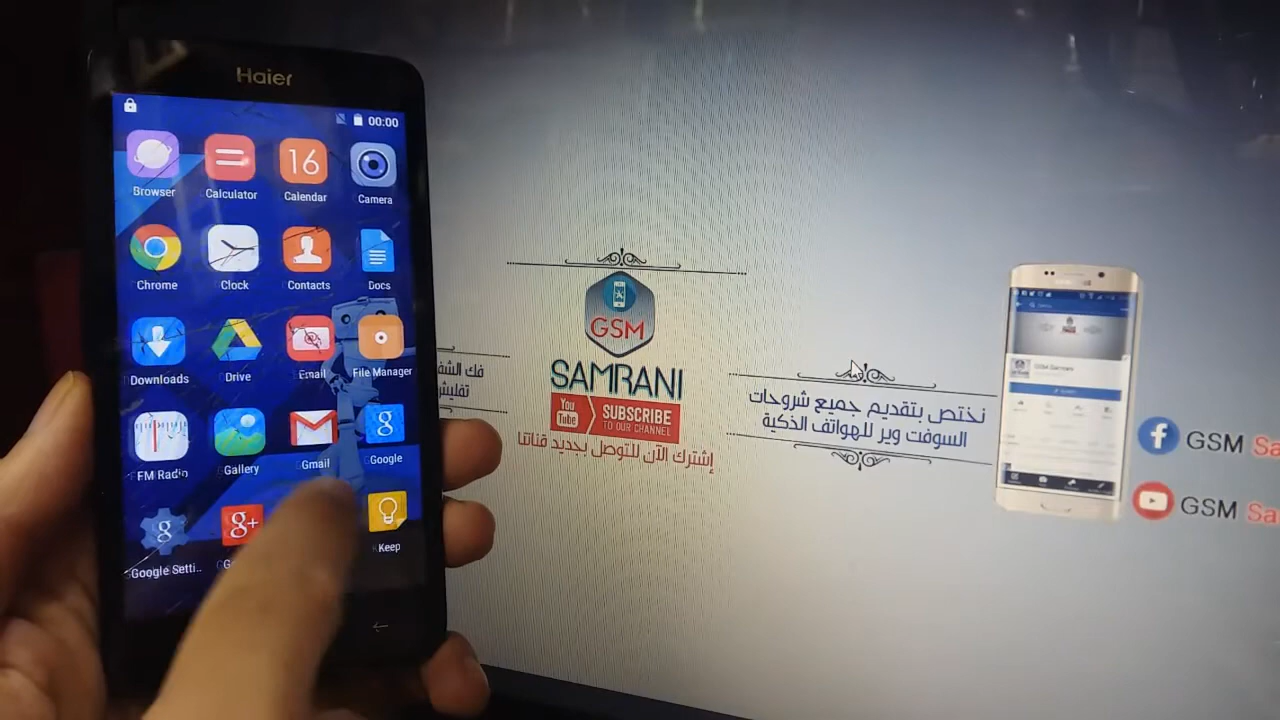 Haier
00:00
Browser
Calculator
16
Calendar
Camera
Chrome
Clock
Contacts
Docs
Downloads
Drive
Email
File Manager
FM Radio
Gallery
Gmail
g
Google
g
g+
Keep
Google Setti..
GSM
SAMRANI
You
Tube
SUBSCRIBE
TO OUR CHANNEL
إشترك الآن للتوصل بجديد قناتنا
نختص بتقديم جميع شروحات
السوفت وير للهواتف الذكية
f GSM Sa
GSM Sa